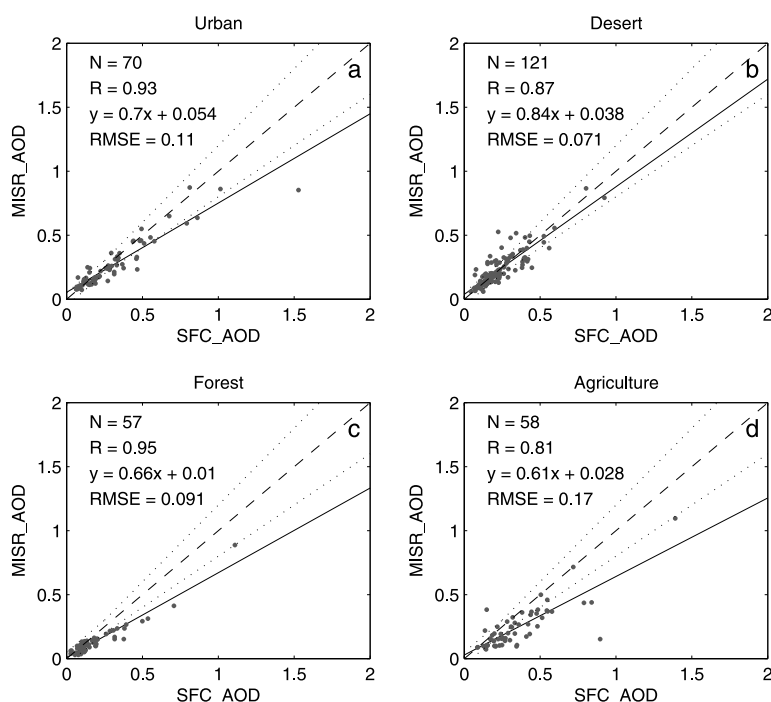 Urban
2
1.5
1
0.5
0
0
0.5
1
1.5
2
MISR_AOD
SFC_AOD
N = 70
R = 0.93
y = 0.7x + 0.054
RMSE = 0.11
a
Desert
2
1.5
1
0.5
0
0
0.5
1
1.5
2
MISR_AOD
SFC_AOD
N = 121
R = 0.87
y = 0.84x + 0.038
RMSE = 0.071
b
Forest
2
1.5
1
0.5
0
0
0.5
1
1.5
2
MISR_AOD
SFC_AOD
N = 57
R = 0.95
y = 0.66x + 0.01
RMSE = 0.091
c
Agriculture
2
1.5
1
0.5
0
0
0.5
1
1.5
2
MISR_AOD
SFC_AOD
N = 58
R = 0.81
y = 0.61x + 0.028
RMSE = 0.17
d